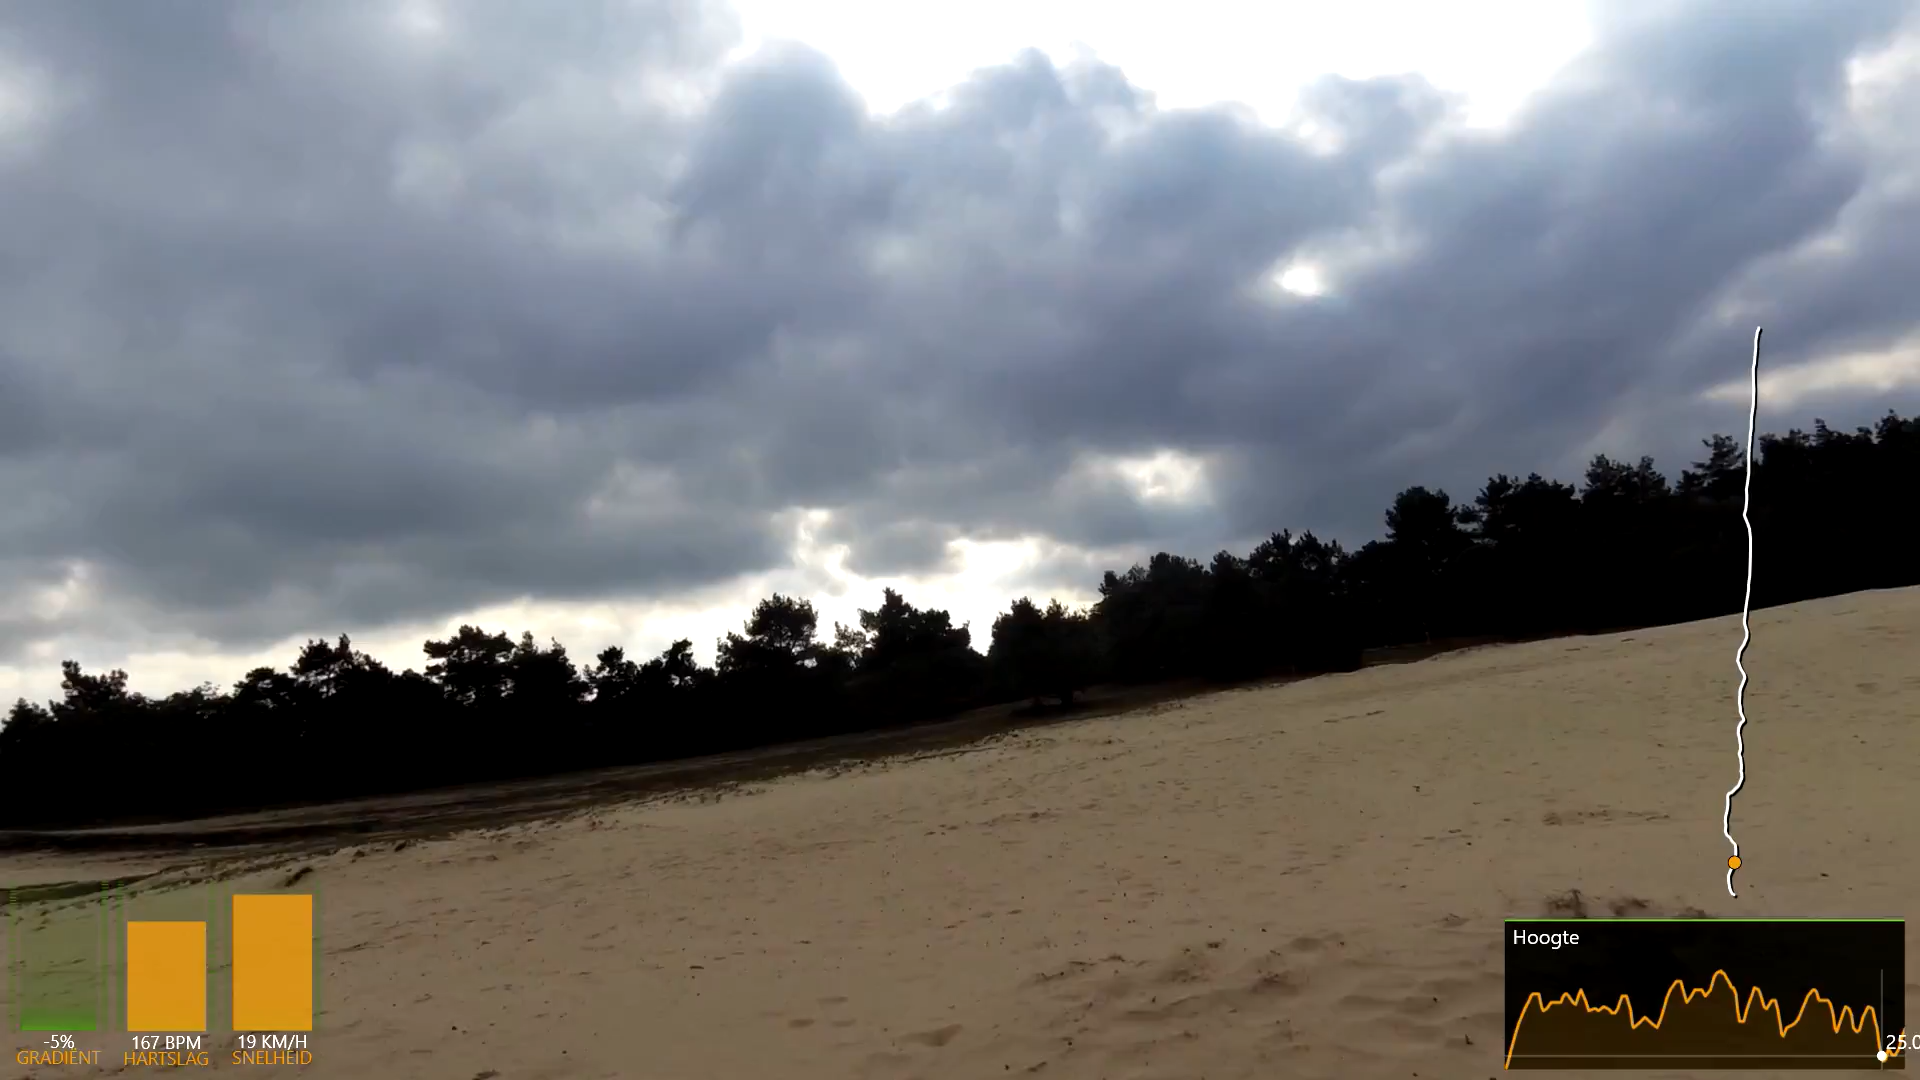 Hoogte
25.0
-5%
GRADIËNT
167 BPM
HARTSLAG
19 KM/H
SNELHEID